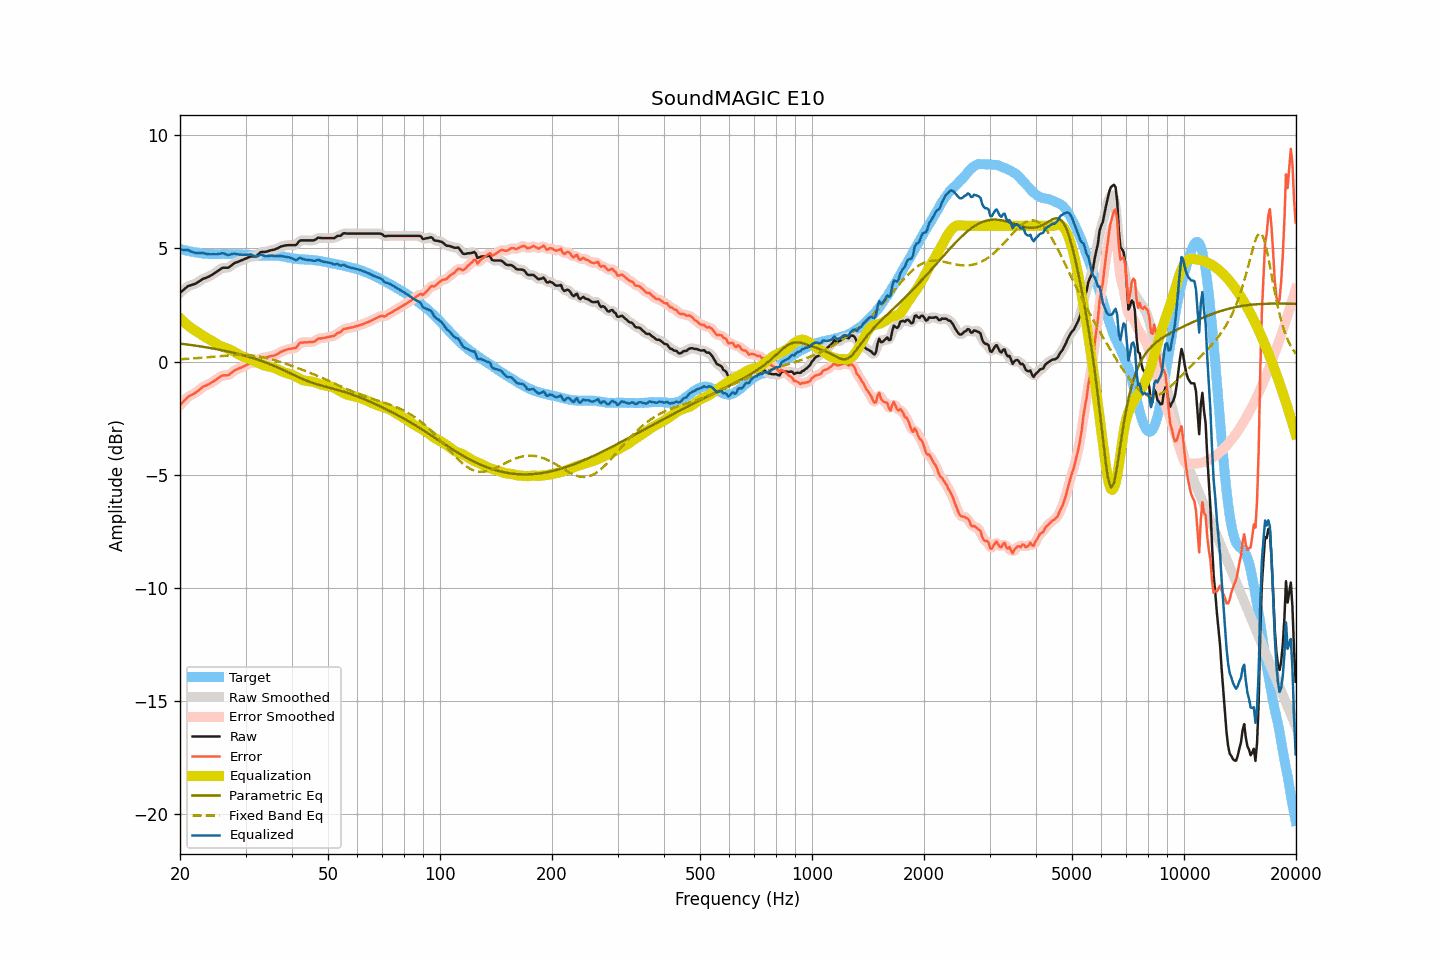 SoundMAGIC E10
10
5
0
−5
−10
−15
−20
Amplitude (dBr)
Target
Raw Smoothed
Error Smoothed
Raw
Error
Equalization
Parametric Eq
Fixed Band Eq
Equalized
20 50 100 200 500 1000 2000 5000 10000 20000
Frequency (Hz)